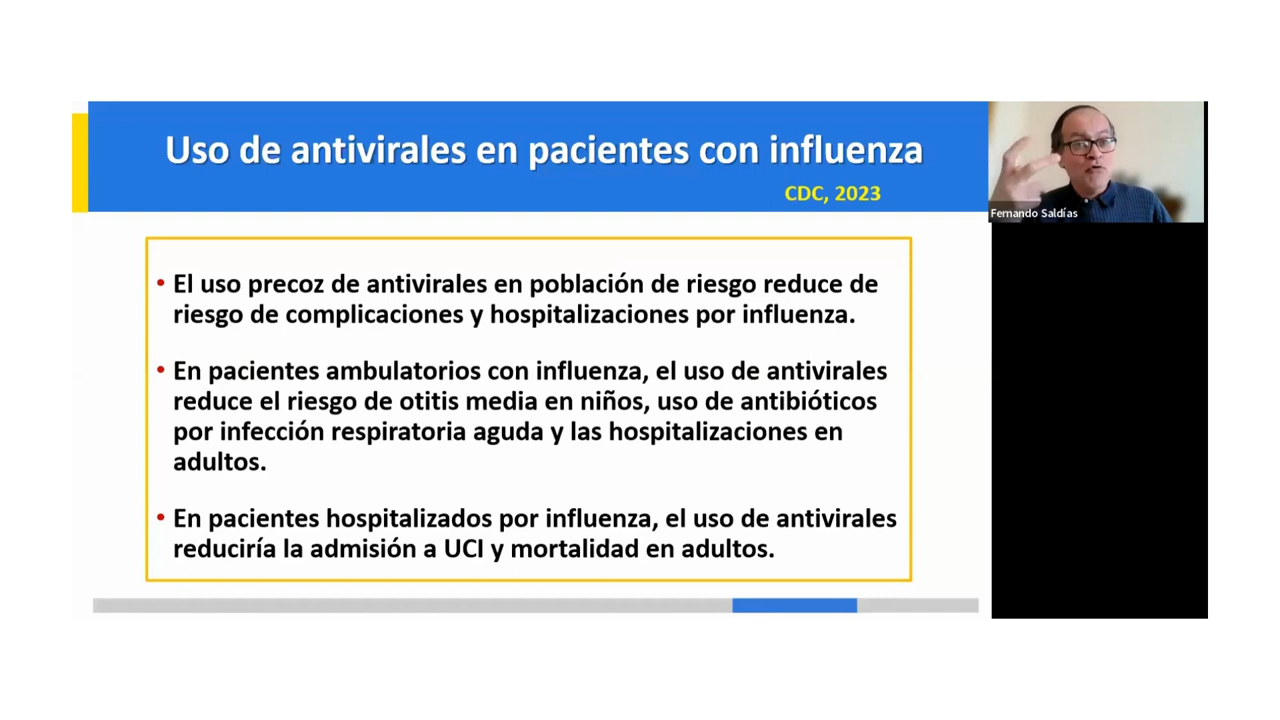 Uso de antivirales en pacientes con influenza
CDC, 2023
Fernando Saldías
• El uso precoz de antivirales en población de riesgo reduce de
riesgo de complicaciones y hospitalizaciones por influenza.
• En pacientes ambulatorios con influenza, el uso de antivirales
reduce el riesgo de otitis media en niños, uso de antibióticos
por infección respiratoria aguda y las hospitalizaciones en
adultos.
• En pacientes hospitalizados por influenza, el uso de antivirales
reduciría la admisión a UCI y mortalidad en adultos.